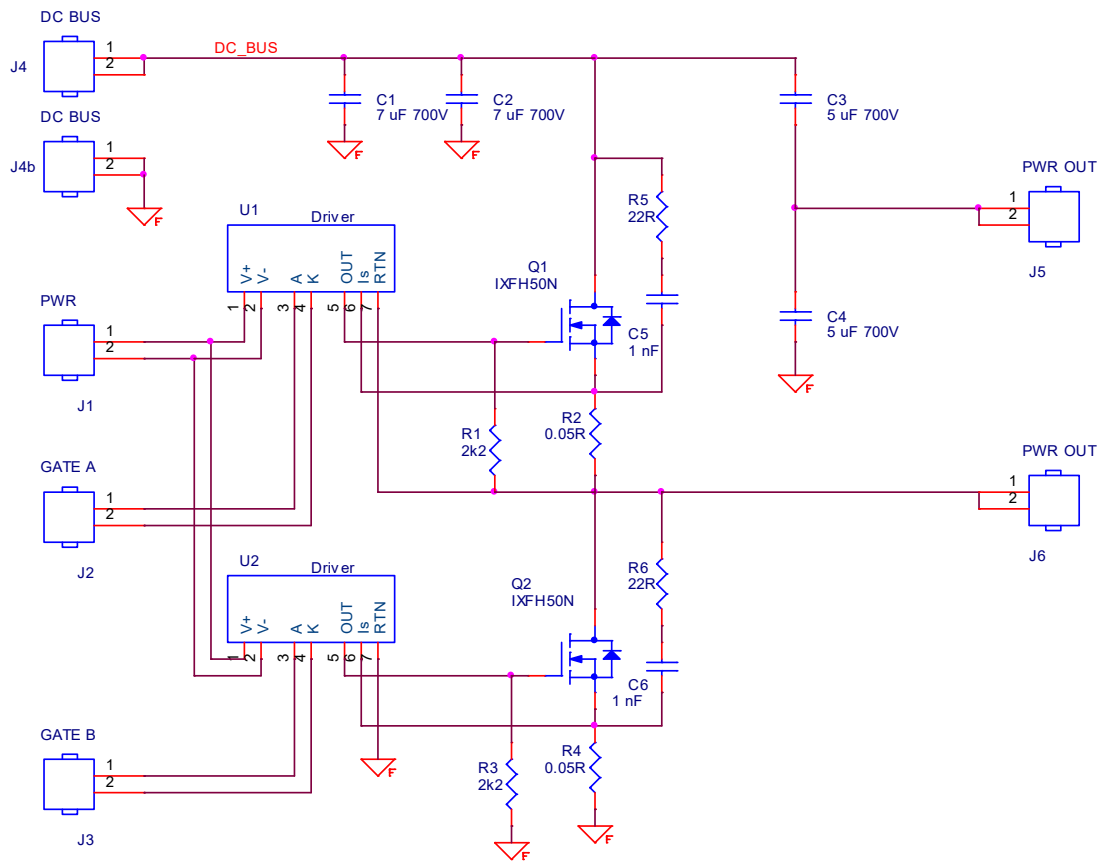 DC BUS
1
2
J4
DC_BUS
C1
7 uF 700V
C2
7 uF 700V
C3
5 uF 700V
F
F
DC BUS
1
2
J4b
F
PWR OUT
1
2
J5
U1
Driver
V+
V-
A
K
OUT
Is
RTN
1
2
3
4
5
6
7
R5
22R
Q1
IXFH50N
C5
1 nF
C4
5 uF 700V
F
PWR
1
2
J1
R1
2k2
R2
0.05R
PWR OUT
1
2
J6
GATE A
1
2
J2
U2
Driver
V+
V-
A
K
OUT
Is
RTN
1
2
3
4
5
6
7
Q2
IXFH50N
R6
22R
C6
1 nF
GATE B
1
2
J3
F
R3
2k2
R4
0.05R
F
F